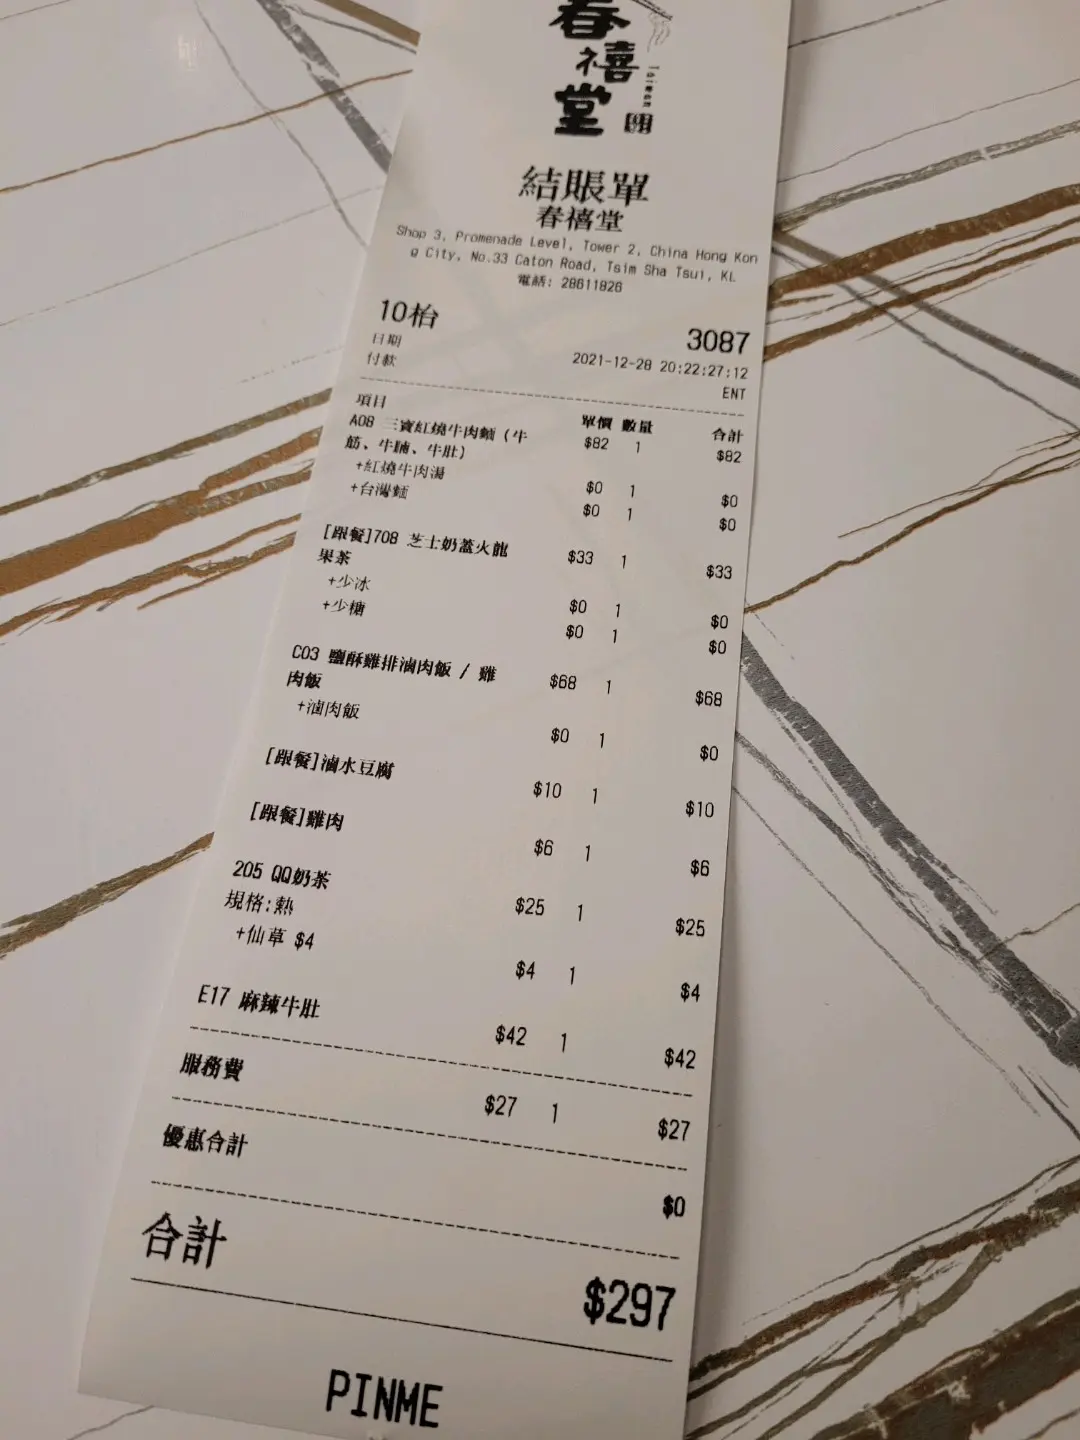 春
禧
堂
Taiwan
結賬單
春禧堂
Shop 3, Promenade Level, Tower 2, China Hong Kon
g City, No.33 Caton Road, Tsim Sha Tsui, KL
電話: 28611828
10枱 3087
日期 2021-12-28 20:22:27:12
付款 ENT
項目 單價 數量 合計
A08 三寶紅燒牛肉麵 (牛 $82 1 $82
筋、牛腩、牛肚)
+紅燒牛肉湯 $0 1 $0
+台灣麵 $0 1 $0
[跟餐]708 芝士奶蓋火龍 $33 1 $33
果茶
+少冰 $0 1 $0
+少糖 $0 1 $0
C03 鹽酥雞排滷肉飯 / 雞 $68 1 $68
肉飯
+滷肉飯 $0 1 $0
[跟餐]滷水豆腐 $10 1 $10
[跟餐]雞肉 $6 1 $6
205 QQ奶茶 $25 1 $25
規格:熱
+仙草 $4 $4 1 $4
E17 麻辣牛肚 $42 1 $42
服務費 $27 1 $27
優惠合計 $0
合計 $297
PINME